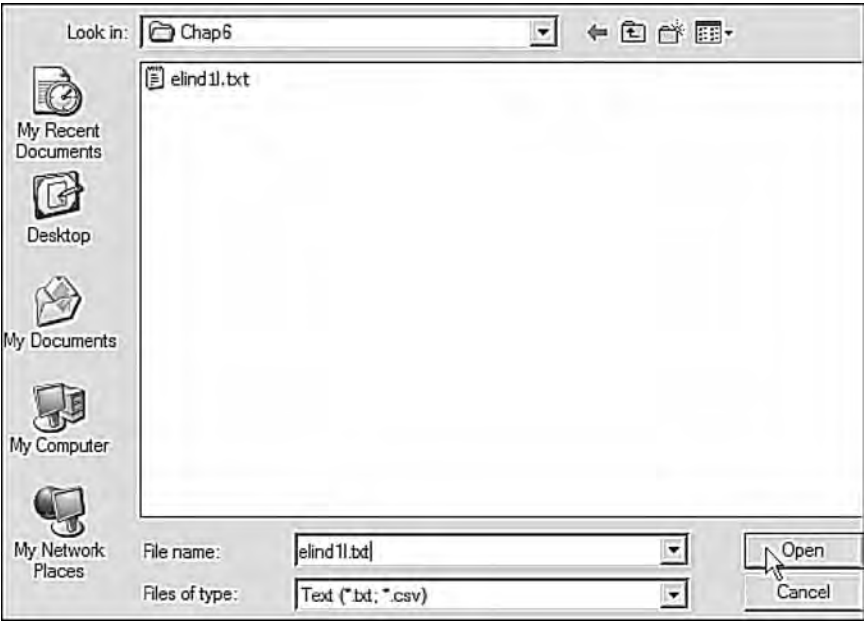 Look in: Chap6
elind1l.txt
My Recent
Documents
Desktop
My Documents
My Computer
My Network
Places
File name: elind1l.txt
Open
Files of type: Text (*.txt; *.csv)
Cancel